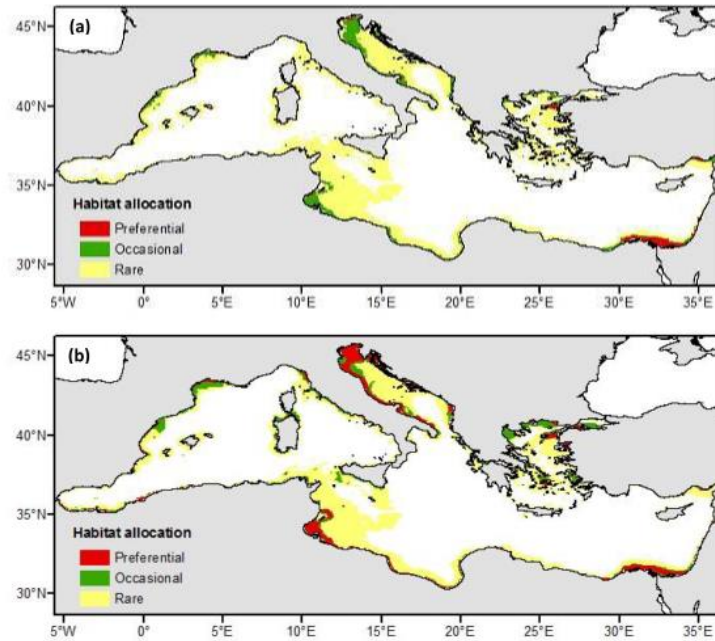 (a)
45°N
40°N
35°N
30°N
Habitat allocation
Preferential
Occasional
Rare
5°W 0° 5°E 10°E 15°E 20°E 25°E 30°E 35°E
(b)
45°N
40°N
35°N
30°N
Habitat allocation
Preferential
Occasional
Rare
5°W 0° 5°E 10°E 15°E 20°E 25°E 30°E 35°E